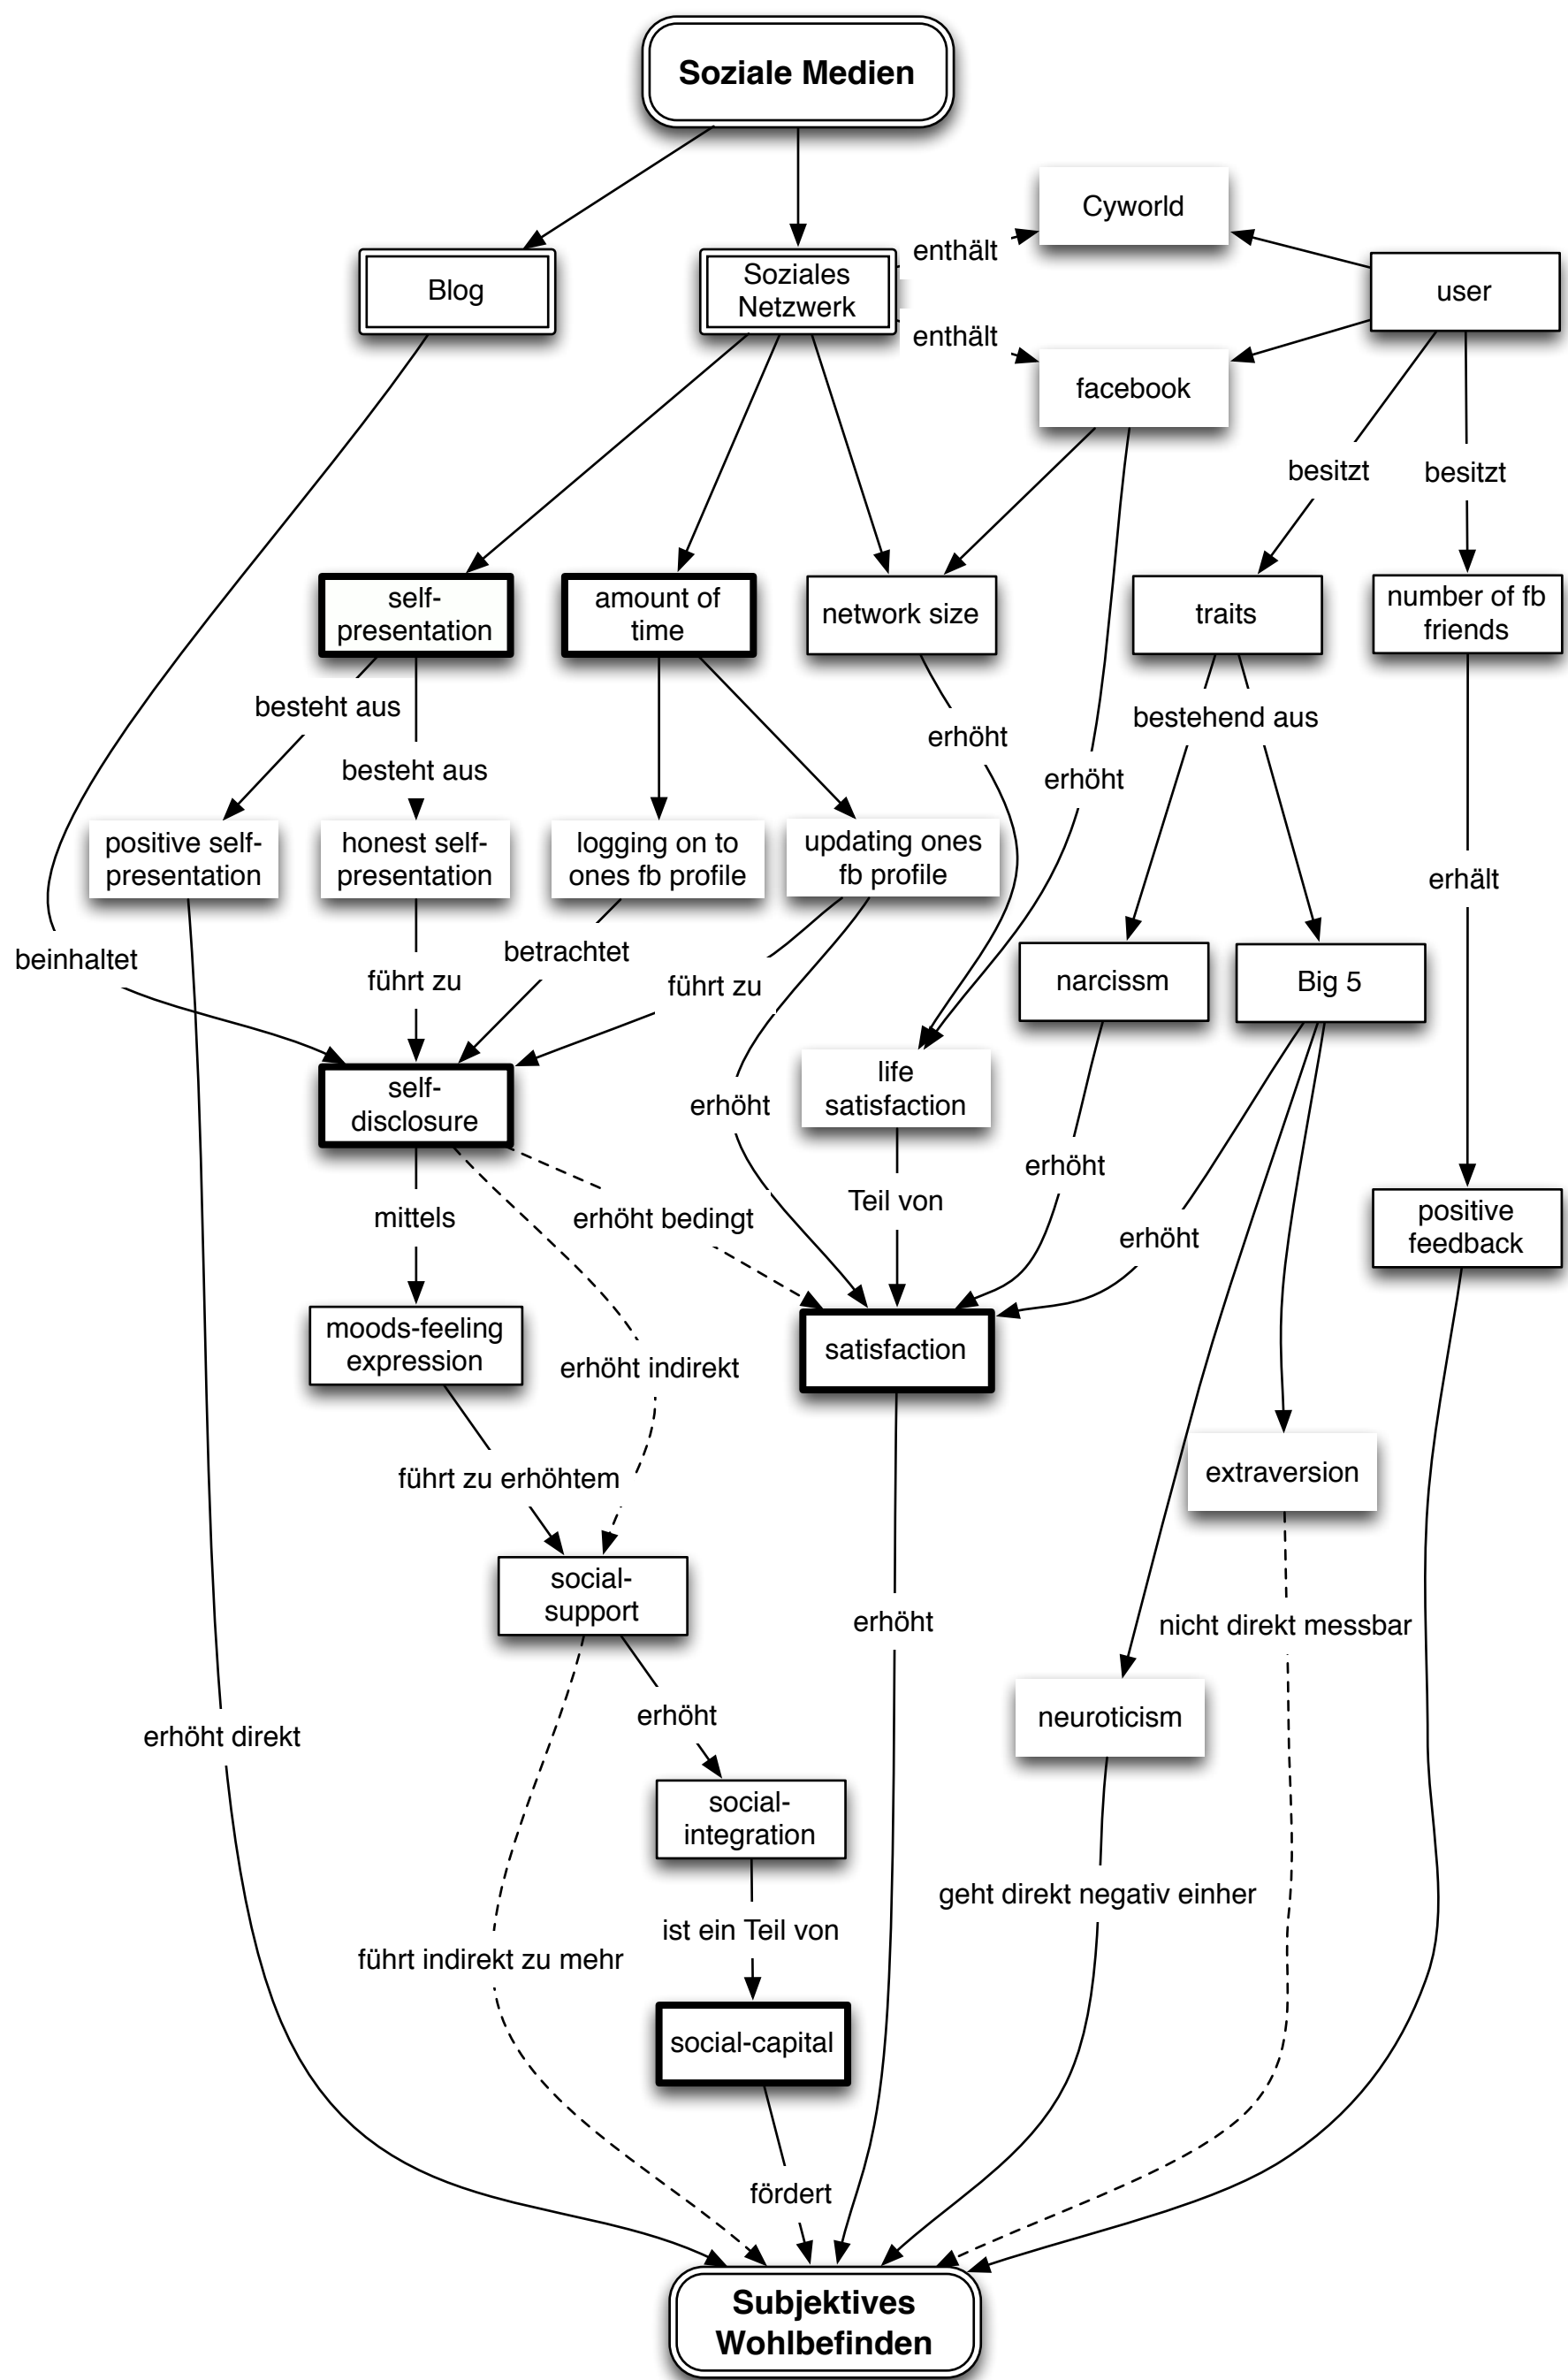 Soziale Medien
Cyworld
enthält
Blog
Soziales
Netzwerk
user
enthält
facebook
besitzt
besitzt
self-
presentation
amount of
time
network size
traits
number of fb
friends
besteht aus
bestehend aus
erhöht
besteht aus
erhöht
positive self-
presentation
honest self-
presentation
logging on to
ones fb profile
updating ones
fb profile
erhält
beinhaltet
betrachtet
führt zu
führt zu
narcissm
Big 5
self-
disclosure
erhöht
life
satisfaction
erhöht
mittels
erhöht bedingt
Teil von
erhöht
positive
feedback
moods-feeling
expression
erhöht indirekt
satisfaction
führt zu erhöhtem
extraversion
social-
support
erhöht
nicht direkt messbar
erhöht direkt
erhöht
neuroticism
social-
integration
geht direkt negativ einher
ist ein Teil von
führt indirekt zu mehr
social-capital
fördert
Subjektives
Wohlbefinden